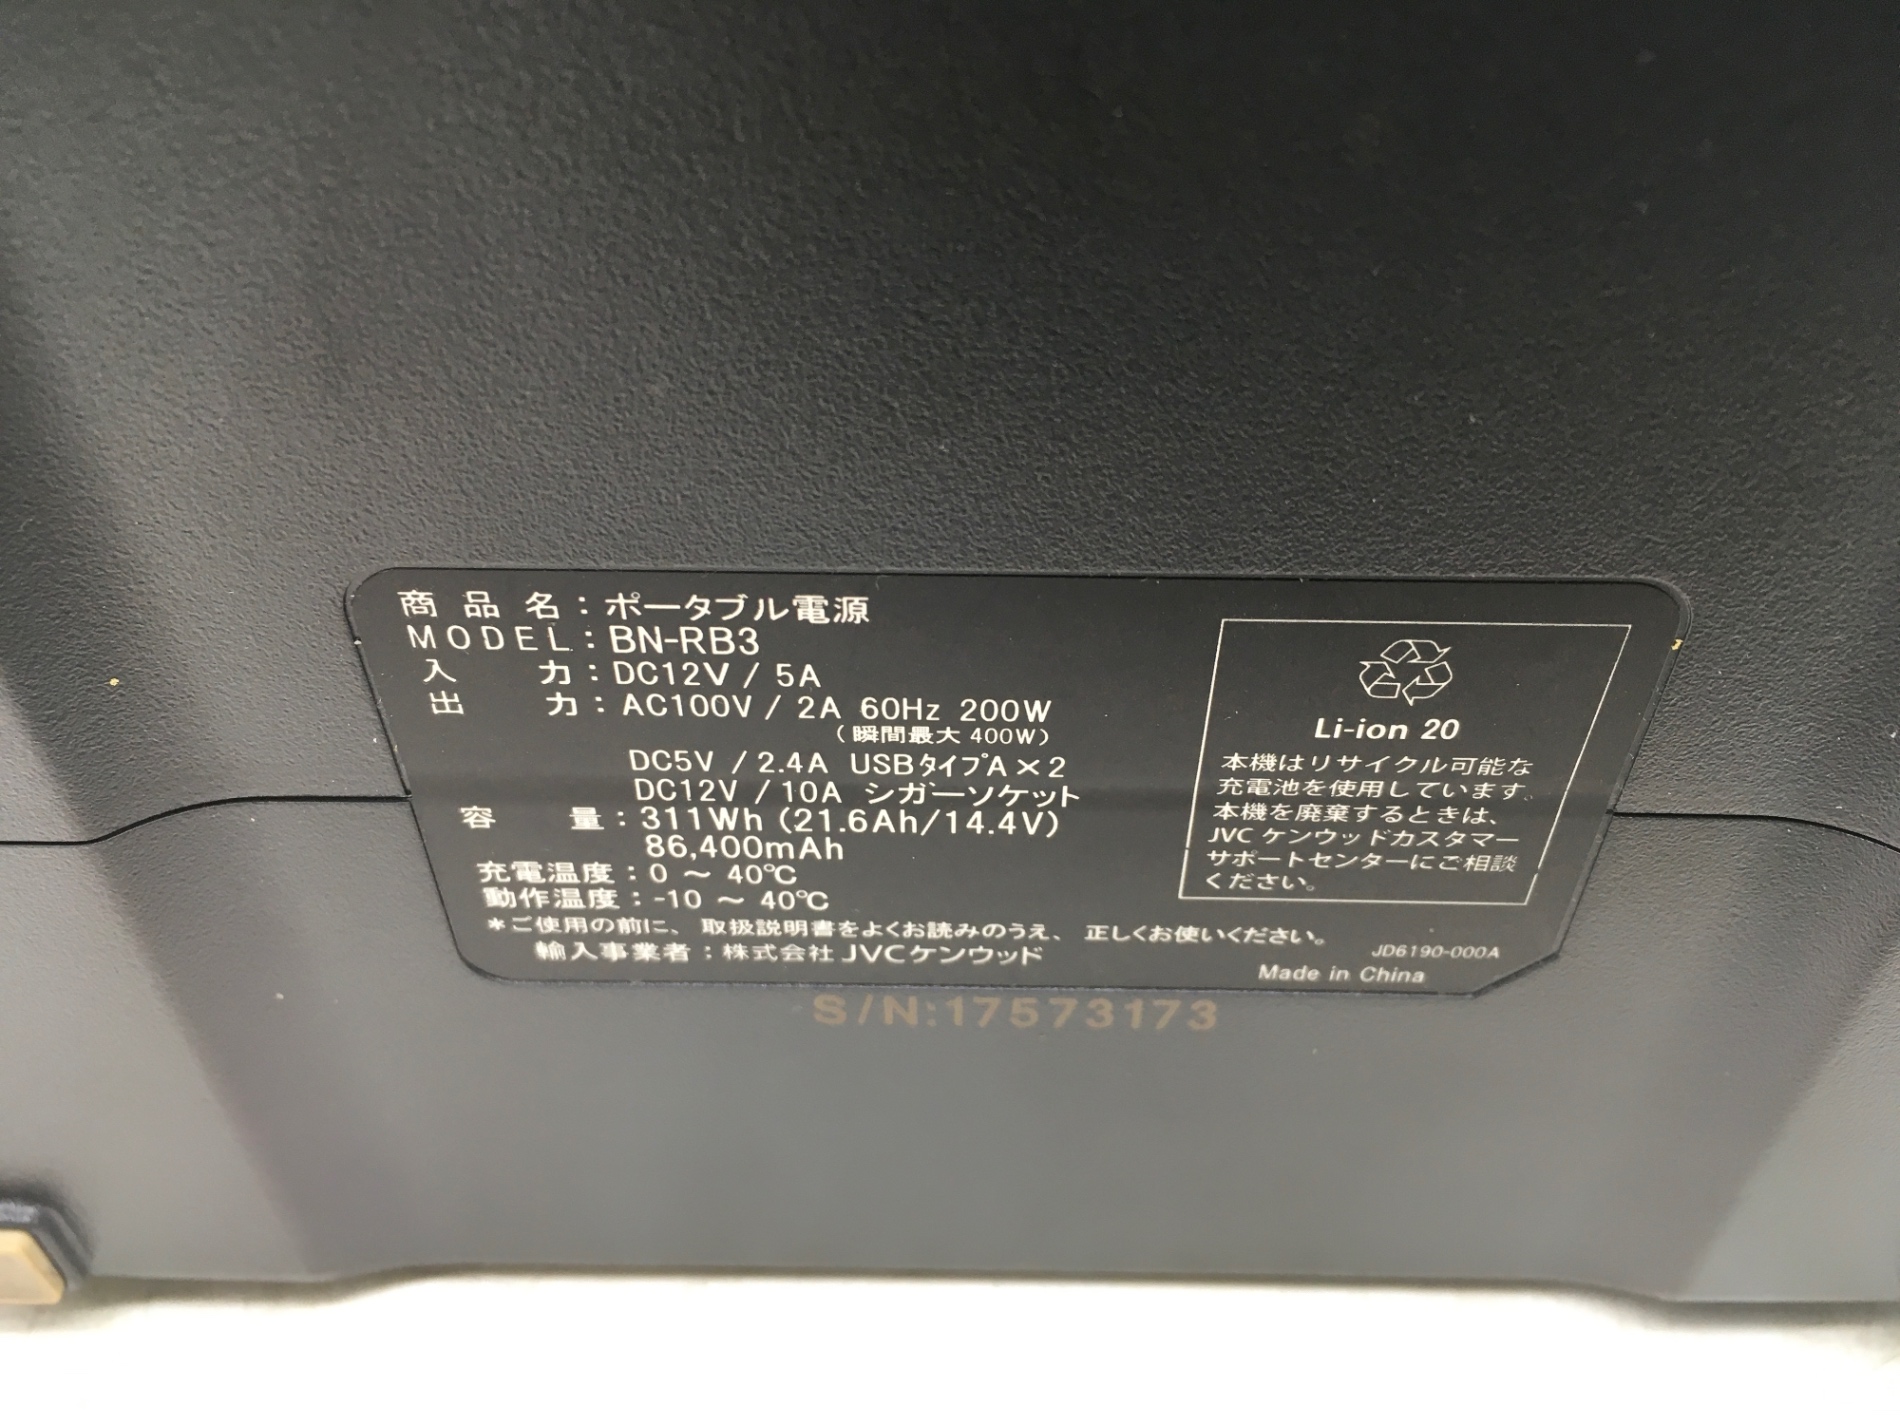 商品名：ポータブル電源
MODEL：BN-RB3
入力：DC12V / 5A
出力：AC100V / 2A 60Hz 200W
（瞬間最大 400W）
DC5V / 2.4A USBタイプA×2
DC12V / 10A シガーソケット
容量：311Wh (21.6Ah/14.4V)
86,400mAh
充電温度：0 ～ 40℃
動作温度：-10 ～ 40℃
＊ご使用の前に、取扱説明書をよくお読みのうえ、正しくお使いください。
輸入事業者：株式会社JVCケンウッド
Li-ion 20
本機はリサイクル可能な
充電池を使用しています。
本機を廃棄するときは、
JVCケンウッドカスタマー
サポートセンターにご相談
ください。
JD6190-000A
Made in China
S/N:17573173